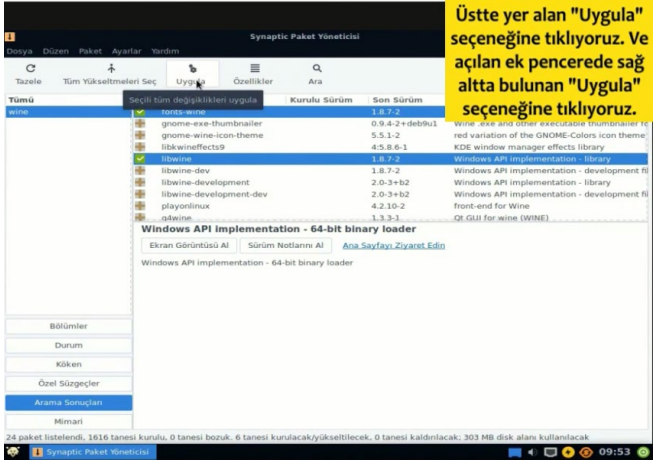 Üstte yer alan "Uygula"
seçeneğine tıklıyoruz. Ve
açılan ek pencerede sağ
altta bulunan "Uygula"
seçeneğine tıklıyoruz.
Synaptic Paket Yöneticisi
Dosya Düzen Paket Ayarlar Yardım
Tazele Tüm Yükseltmeleri Seç Uygula Özellikler Ara
Seçili tüm değişiklikleri uygula
Tümü Kurulu Sürüm Son Sürüm
wine fonts-wine 1.8.7-2
gnome-exe-thumbnailer 0.9.4-2+deb9u1 Wine .exe and other executable thumbnailer fo
gnome-wine-icon-theme 5.5.1-2 red variation of the GNOME-Colors icon theme
libkwineffects9 4:5.8.6-1 KDE window manager effects library
libwine 1.8.7-2 Windows API implementation - library
libwine-dev 1.8.7-2 Windows API implementation - development fi
libwine-development 2.0-3+b2 Windows API implementation - library
libwine-development-dev 2.0-3+b2 Windows API implementation - development fi
playonlinux 4.2.10-2 front-end for Wine
q4wine 1.3.3-1 Qt GUI for wine (WINE)
Windows API implementation - 64-bit binary loader
Ekran Görüntüsü Al Sürüm Notlarını Al Ana Sayfayı Ziyaret Edin
Windows API implementation - 64-bit binary loader
Bölümler
Durum
Köken
Özel Süzgeçler
Arama Sonuçları
Mimari
24 paket listelendi, 1616 tanesi kurulu, 0 tanesi bozuk. 6 tanesi kurulacak/yükseltilecek, 0 tanesi kaldırılacak; 303 MB disk alanı kullanılacak
Synaptic Paket Yöneticisi 09:53